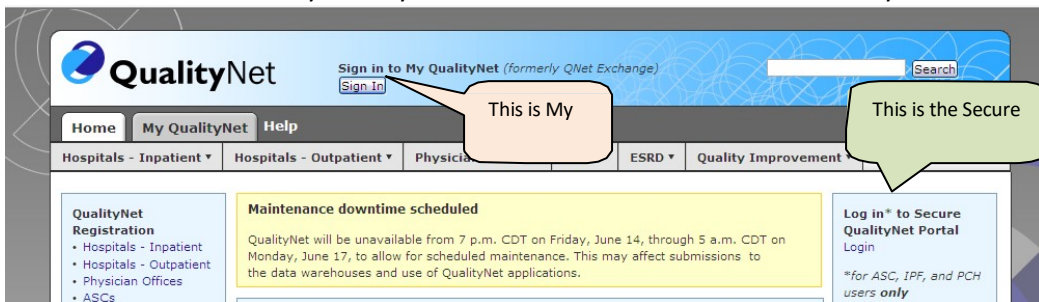 QualityNet
Sign in to My QualityNet (formerly QNet Exchange)
Sign In
Search
This is My
This is the Secure
Home
My QualityNet
Help
Hospitals - Inpatient
Hospitals - Outpatient
ESRD
Quality Improvement
QualityNet
Registration
• Hospitals - Inpatient
• Hospitals - Outpatient
• Physician Offices
• ASCs
Maintenance downtime scheduled
QualityNet will be unavailable from 7 p.m. CDT on Friday, June 14, through 5 a.m. CDT on
Monday, June 17, to allow for scheduled maintenance. This may affect submissions to
the data warehouses and use of QualityNet applications.
Log in* to Secure
QualityNet Portal
Login
*for ASC, IPF, and PCH
users only